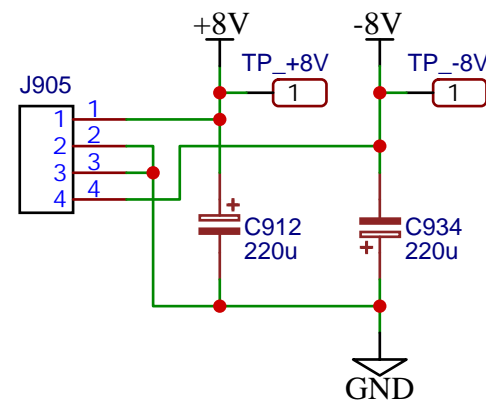 +8V
-8V
TP_+8V
TP_-8V
1
1
J905
1 1
2 2
3 3
4 4
+
C912
220u
C934
220u
+
GND